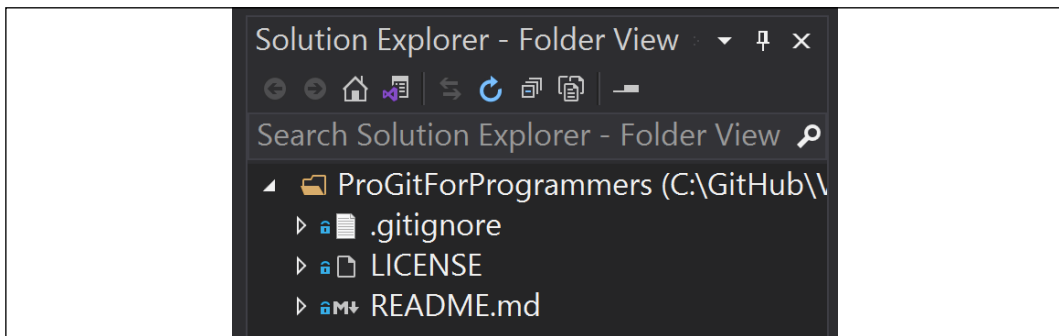 Solution Explorer - Folder View
Search Solution Explorer - Folder View
ProGitForProgrammers (C:\GitHub\\
.gitignore
LICENSE
M↓ README.md